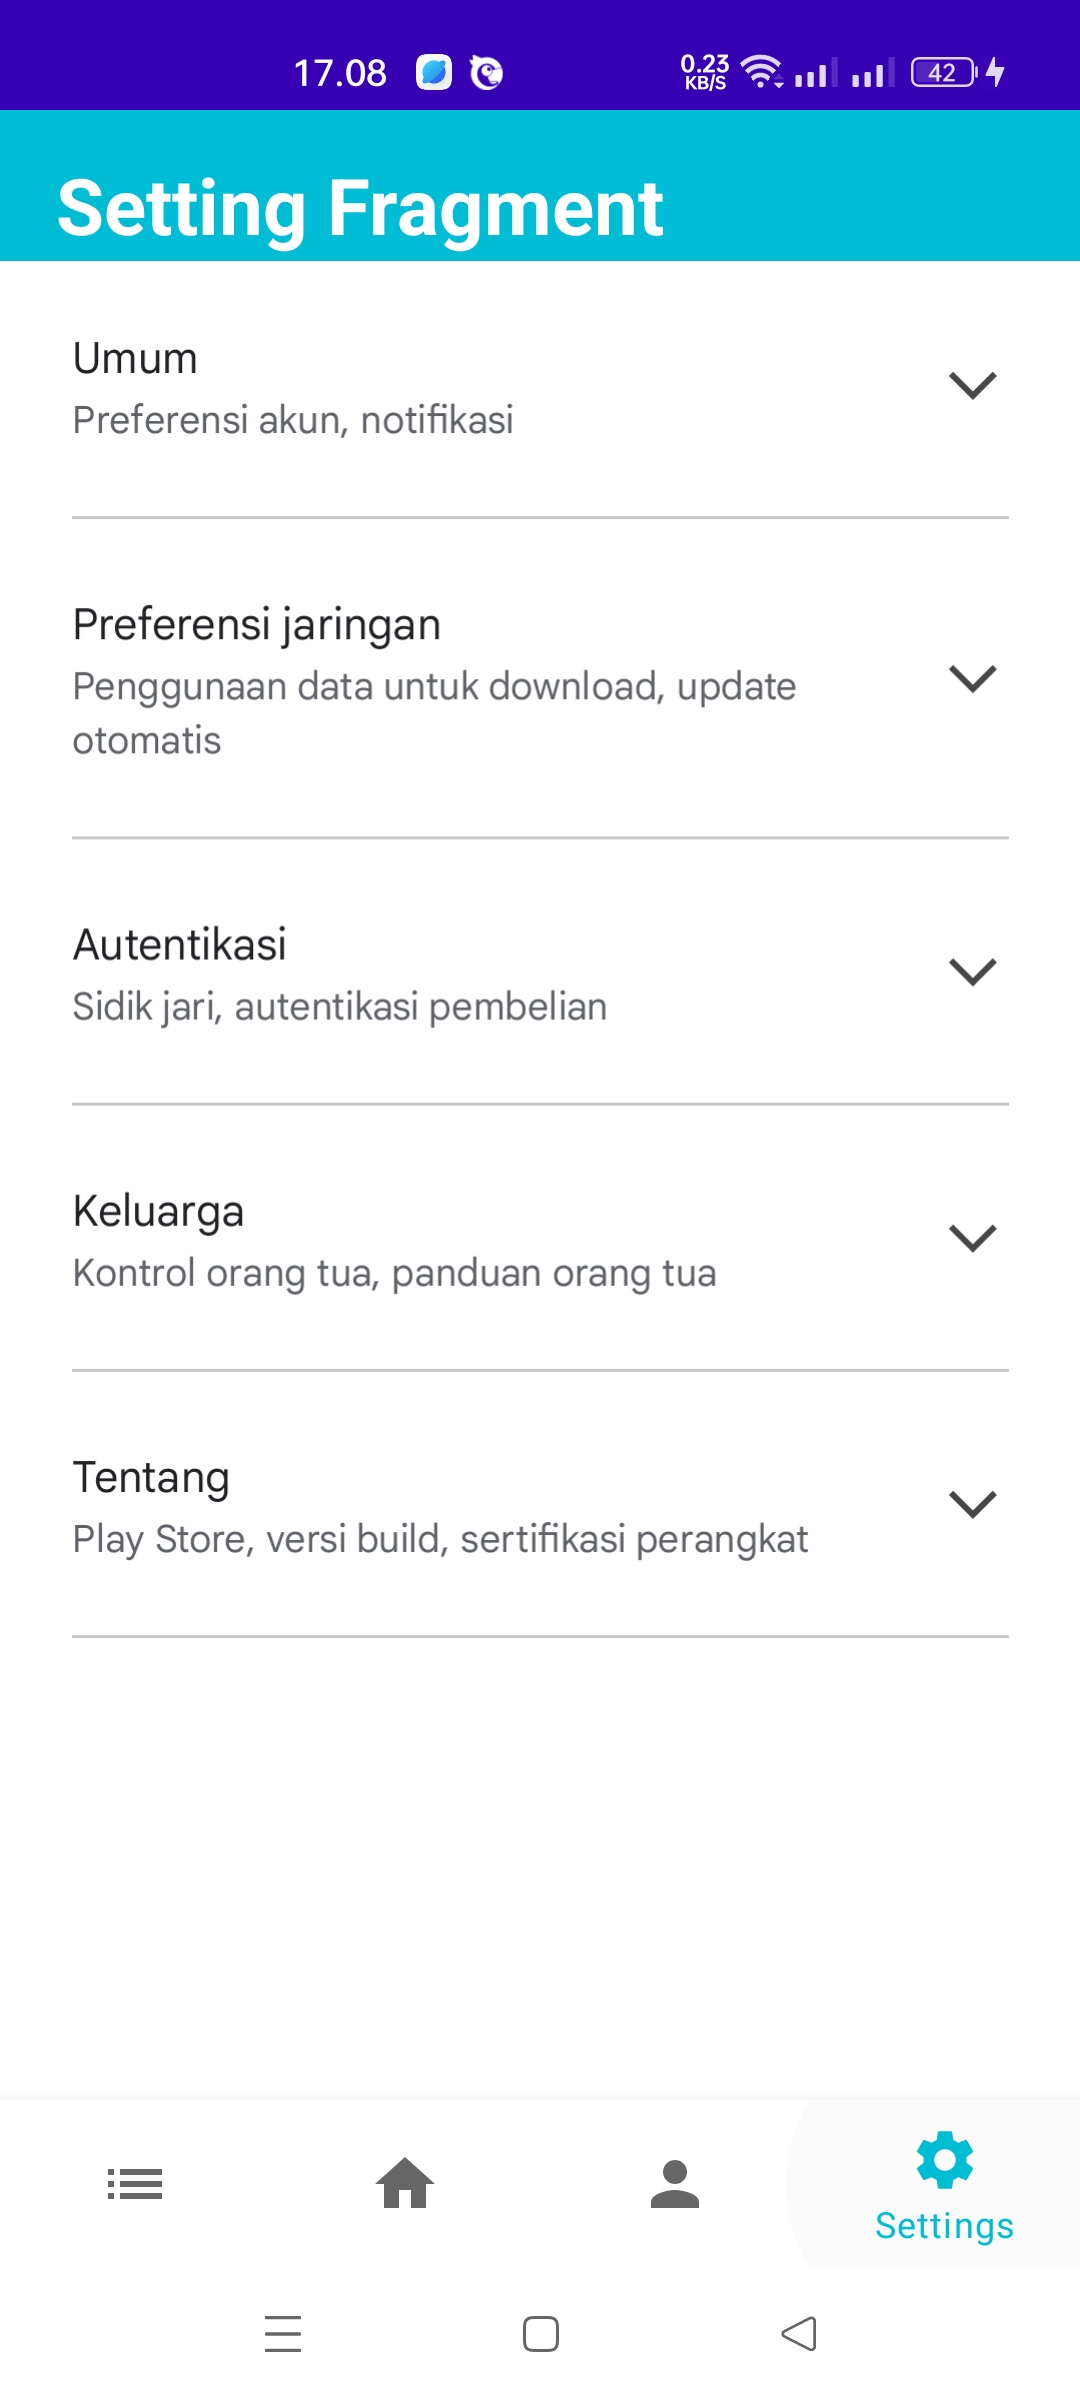 17.08
0.23
KB/S
42
Setting Fragment
Umum
Preferensi akun, notifikasi
Preferensi jaringan
Penggunaan data untuk download, update
otomatis
Autentikasi
Sidik jari, autentikasi pembelian
Keluarga
Kontrol orang tua, panduan orang tua
Tentang
Play Store, versi build, sertifikasi perangkat
Settings